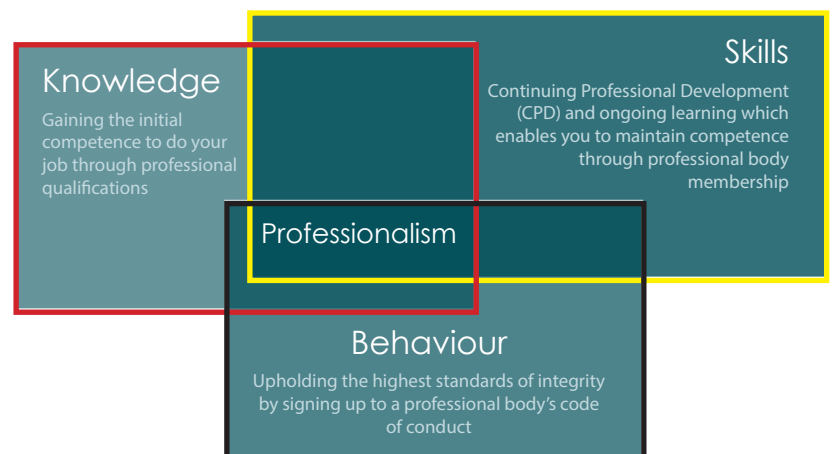 Knowledge
Gaining the initial
competence to do your
job through professional
qualifications
Skills
Continuing Professional Development
(CPD) and ongoing learning which
enables you to maintain competence
through professional body
membership
Professionalism
Behaviour
Upholding the highest standards of integrity
by signing up to a professional body’s code
of conduct